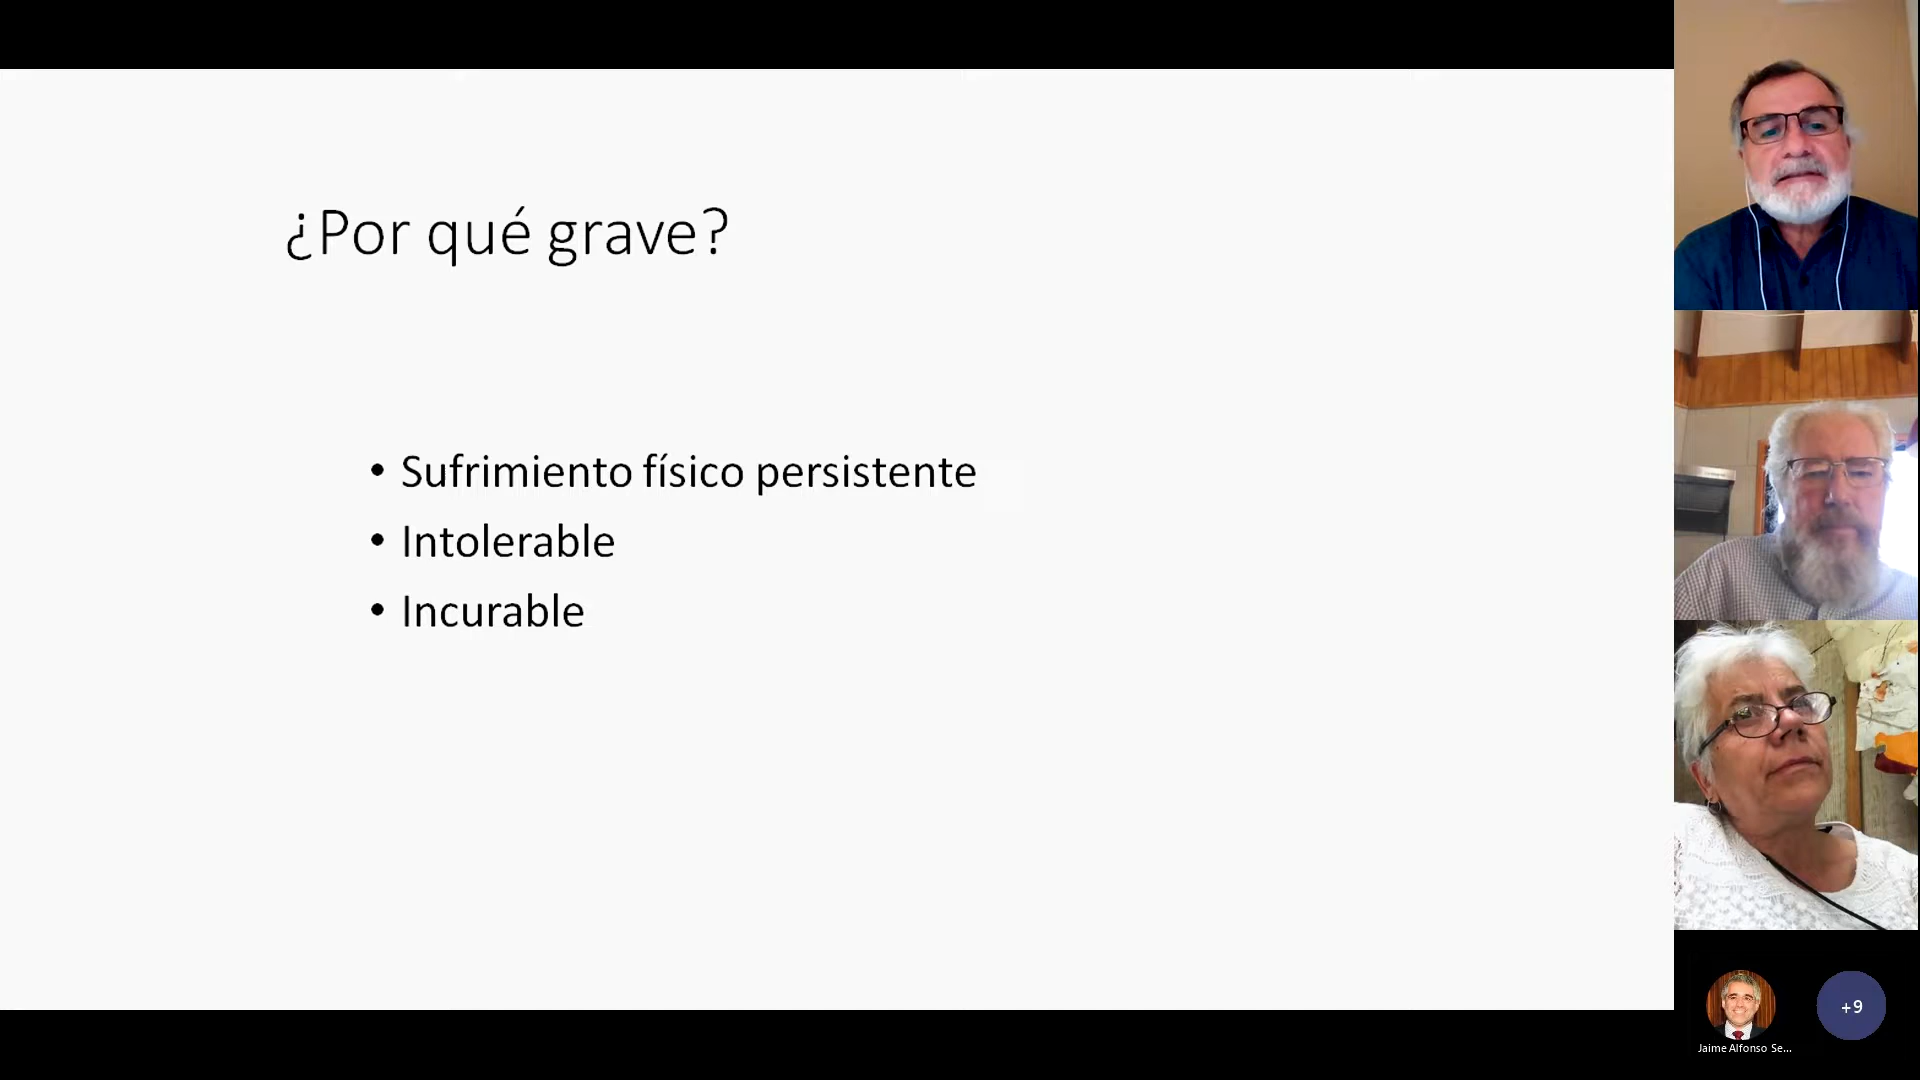 ¿Por qué grave?
• Sufrimiento físico persistente
• Intolerable
• Incurable
+9
Jaime Alfonso Se...